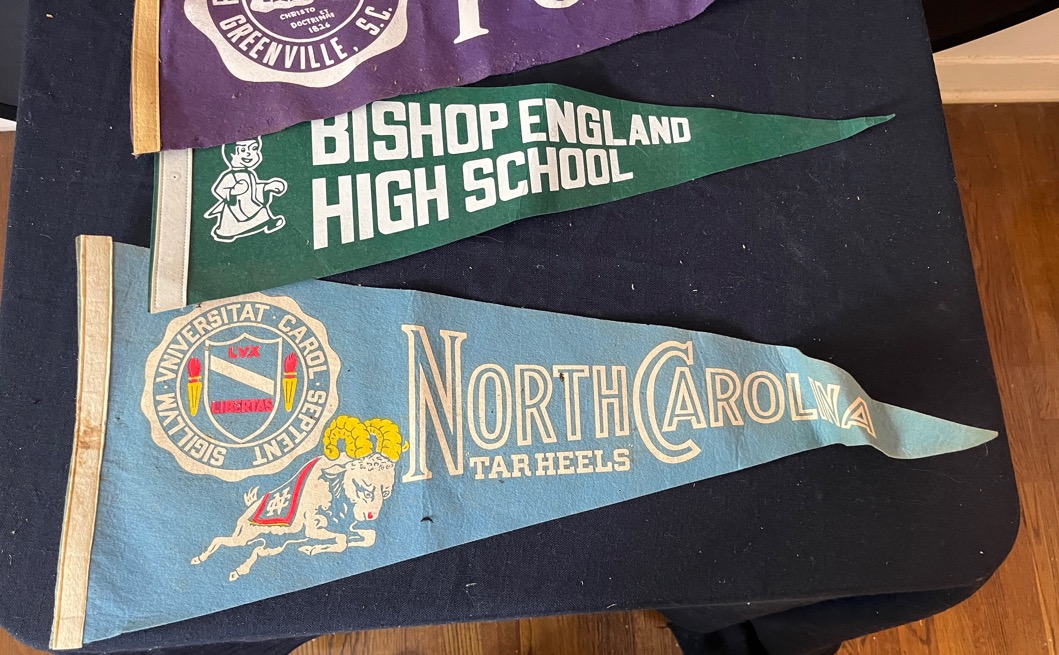 CHRISTO ET
DOCTRINAE
1826
GREENVILLE, S.C.
BISHOP ENGLAND
HIGH SCHOOL
SIGILLVM·VNIVERSITAT·CAROL·SEPTENT
LVX
LIBERTAS
NORTH CAROLINA
TAR HEELS
NC